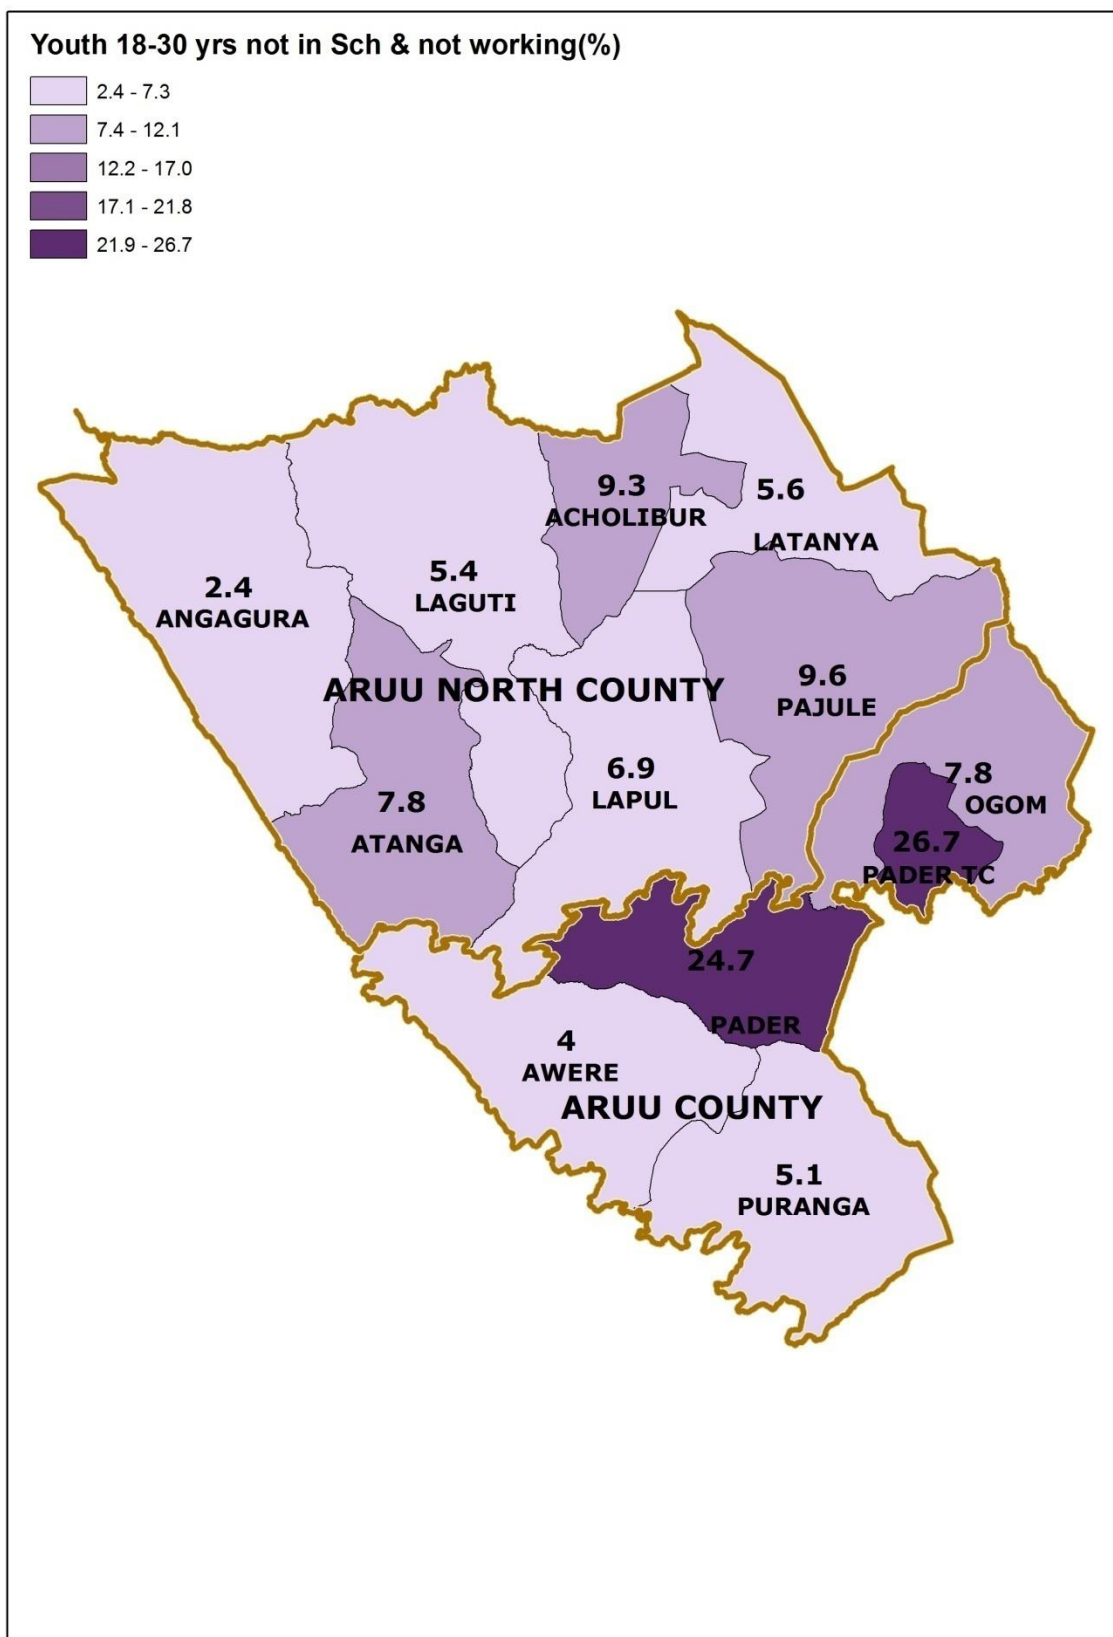 Youth 18-30 yrs not in Sch & not working(%)
2.4 - 7.3
7.4 - 12.1
12.2 - 17.0
17.1 - 21.8
21.9 - 26.7
9.3
ACHOLIBUR
5.6
LATANYA
2.4
ANGAGURA
5.4
LAGUTI
ARUU NORTH COUNTY
9.6
PAJULE
6.9
LAPUL
7.8
ATANGA
7.8
OGOM
26.7
PADER TC
24.7
PADER
4
AWERE
ARUU COUNTY
5.1
PURANGA